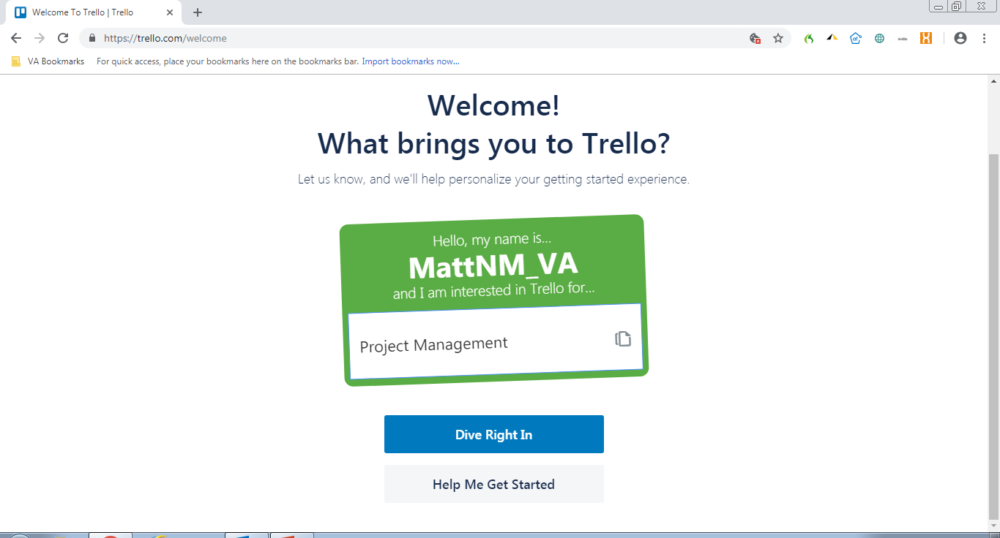 Welcome To Trello | Trello
https://trello.com/welcome
VA Bookmarks For quick access, place your bookmarks here on the bookmarks bar. Import bookmarks now...
Welcome!
What brings you to Trello?
Let us know, and we'll help personalize your getting started experience.
Hello, my name is...
MattNM_VA
and I am interested in Trello for...
Project Management
Dive Right In
Help Me Get Started